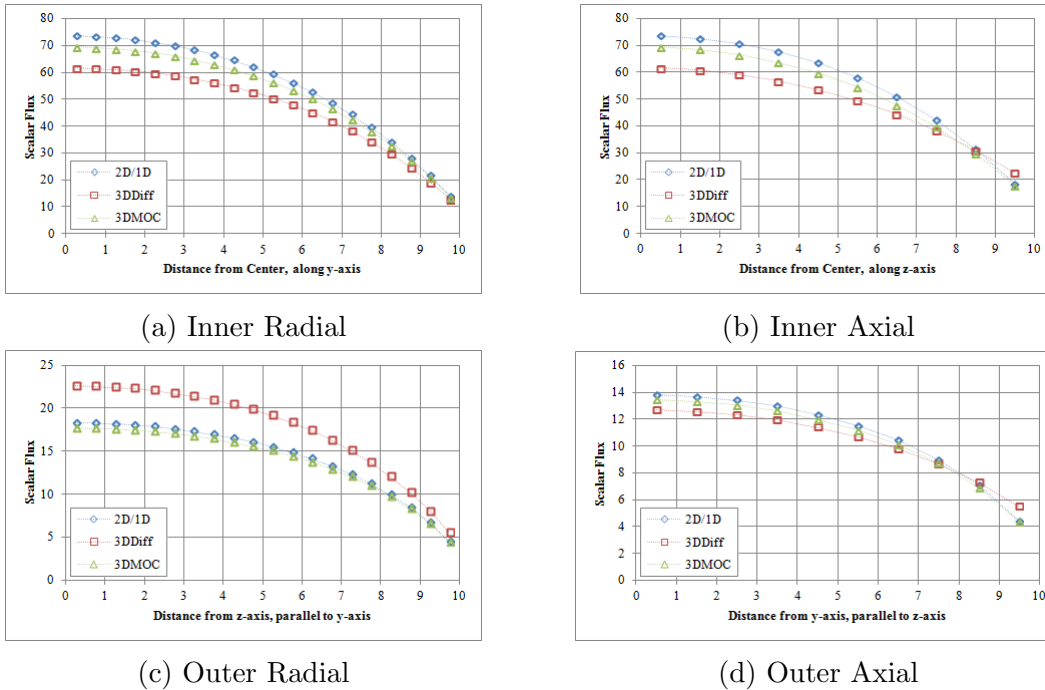 80
70
60
50
40
30
20
10
0
Scalar Flux
2D/1D
3DDiff
3DMOC
0 1 2 3 4 5 6 7 8 9 10
Distance from Center, along y-axis
(a) Inner Radial
80
70
60
50
40
30
20
10
0
Scalar Flux
2D/1D
3DDiff
3DMOC
0 1 2 3 4 5 6 7 8 9 10
Distance from Center, along z-axis
(b) Inner Axial
25
20
15
10
5
0
Scalar Flux
2D/1D
3DDiff
3DMOC
0 1 2 3 4 5 6 7 8 9 10
Distance from z-axis, parallel to y-axis
(c) Outer Radial
16
14
12
10
8
6
4
2
0
Scalar Flux
2D/1D
3DDiff
3DMOC
0 1 2 3 4 5 6 7 8 9 10
Distance from y-axis, parallel to z-axis
(d) Outer Axial